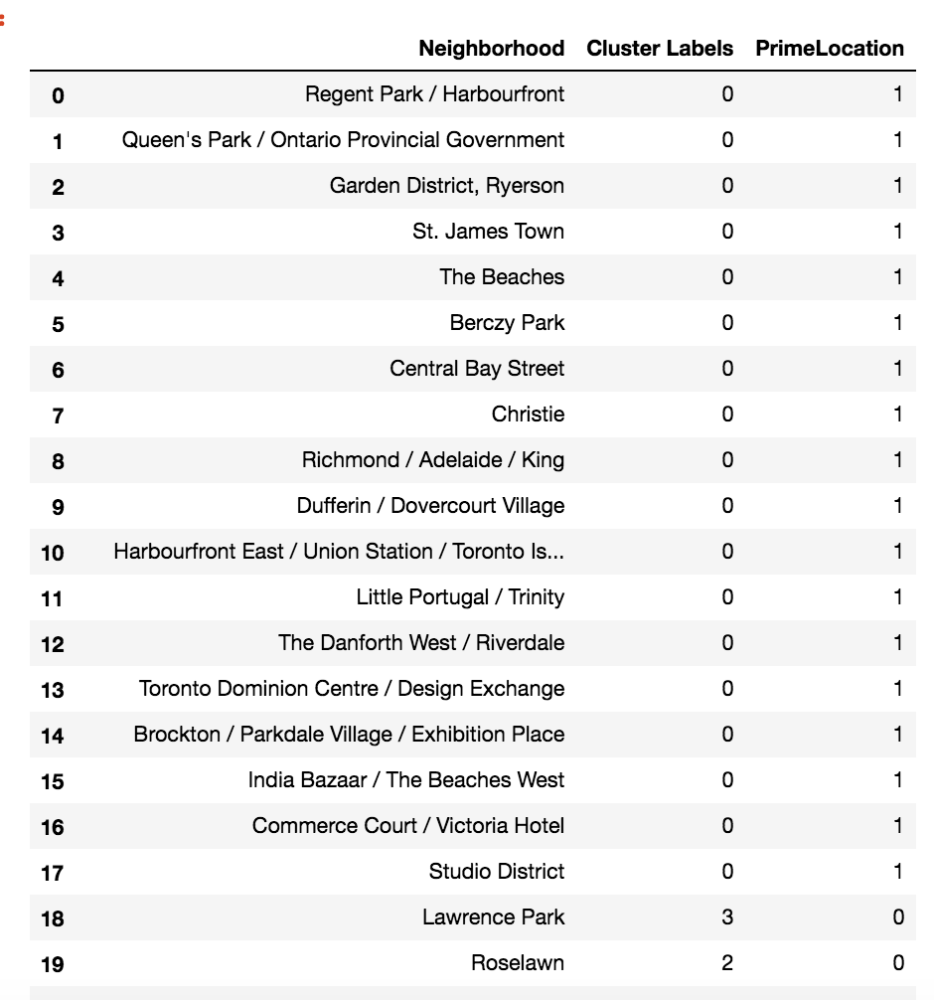 Neighborhood Cluster Labels PrimeLocation
0 Regent Park / Harbourfront 0 1
1 Queen's Park / Ontario Provincial Government 0 1
2 Garden District, Ryerson 0 1
3 St. James Town 0 1
4 The Beaches 0 1
5 Berczy Park 0 1
6 Central Bay Street 0 1
7 Christie 0 1
8 Richmond / Adelaide / King 0 1
9 Dufferin / Dovercourt Village 0 1
10 Harbourfront East / Union Station / Toronto Is... 0 1
11 Little Portugal / Trinity 0 1
12 The Danforth West / Riverdale 0 1
13 Toronto Dominion Centre / Design Exchange 0 1
14 Brockton / Parkdale Village / Exhibition Place 0 1
15 India Bazaar / The Beaches West 0 1
16 Commerce Court / Victoria Hotel 0 1
17 Studio District 0 1
18 Lawrence Park 3 0
19 Roselawn 2 0